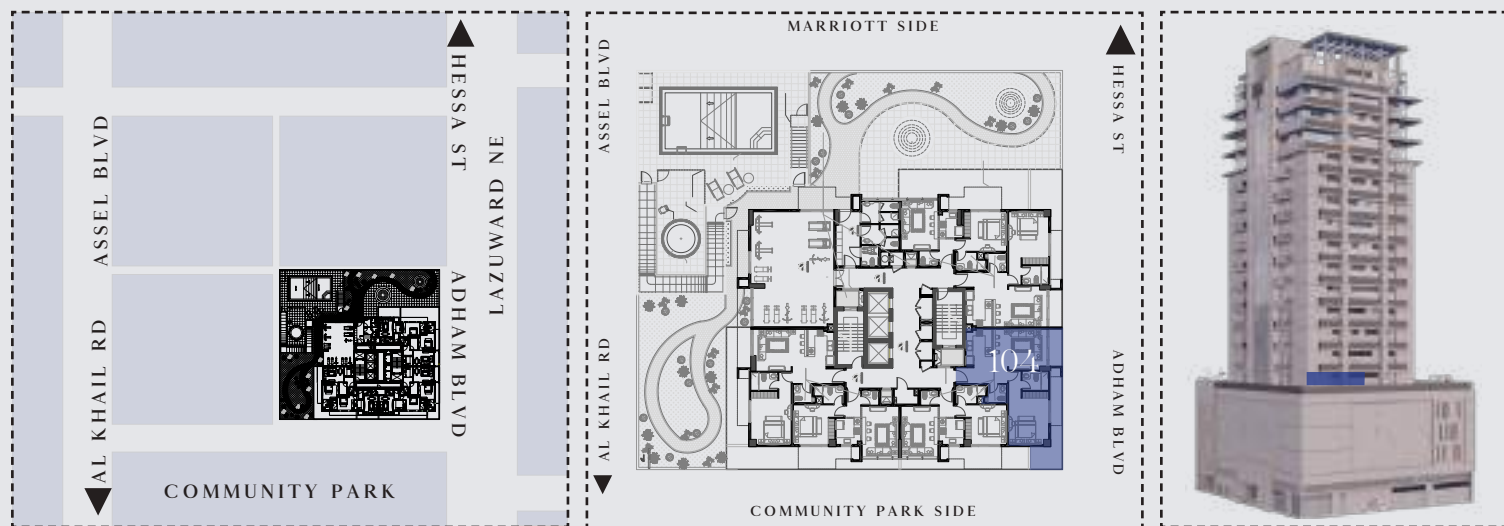 HESSA ST
ASSEL BLVD
LAZUWARD NE
AL KHAIL RD
ADHAM BLVD
COMMUNITY PARK
MARRIOTT SIDE
ASSEL BLVD
HESSA ST
104
AL KHAIL RD
ADHAM BLVD
COMMUNITY PARK SIDE